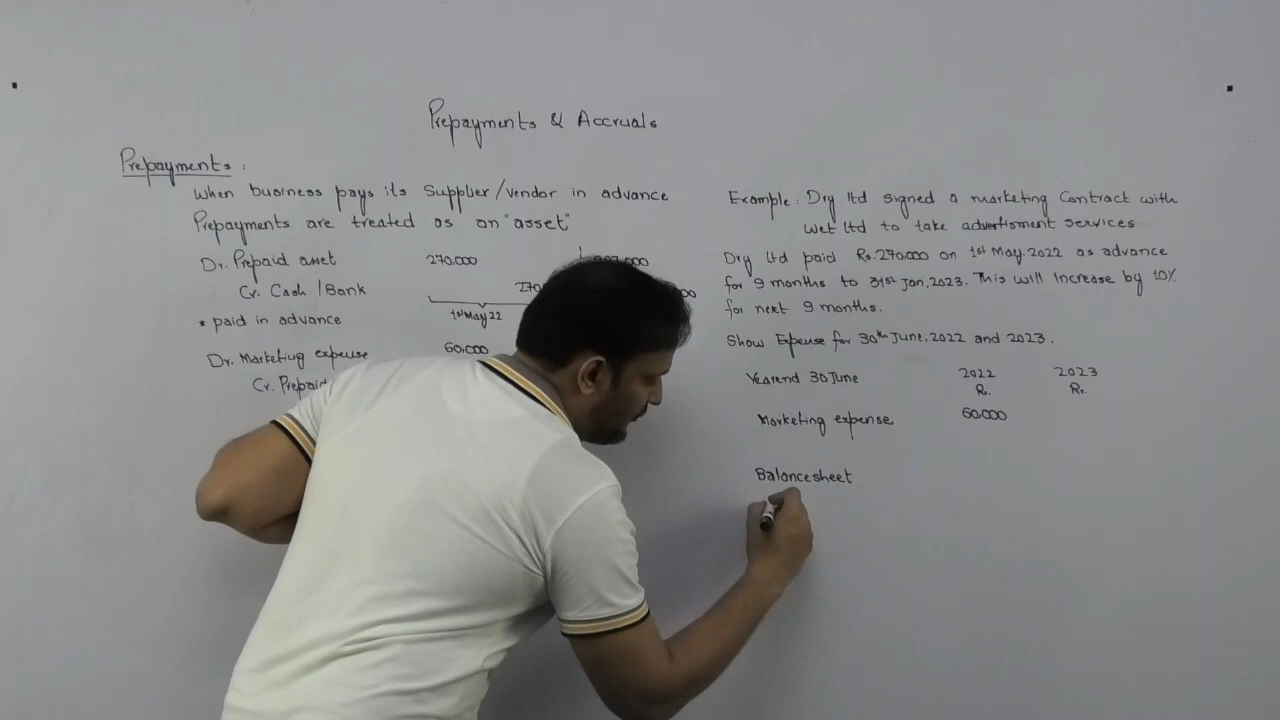 Prepayments & Accruals
Prepayments :
When business pays its Supplier/vendor in advance
Prepayments are treated as an "asset"
Dr. Prepaid asset 270,000
Cr. Cash / Bank
* paid in advance 1st May 22
Dr. Marketing expense 60,000
Cr. Prepaid
Example : Dry ltd signed a marketing Contract with
Wet ltd to take advertisment services
Dry ltd paid Rs.270,000 on 1st May, 2022 as advance
for 9 months to 31st Jan, 2023. This will increase by 10%
for next 9 months.
Show Expense for 30th June, 2022 and 2023.
Yearend 30 June 2022 2023
Rs. Rs.
Marketing expense 60,000
Balancesheet